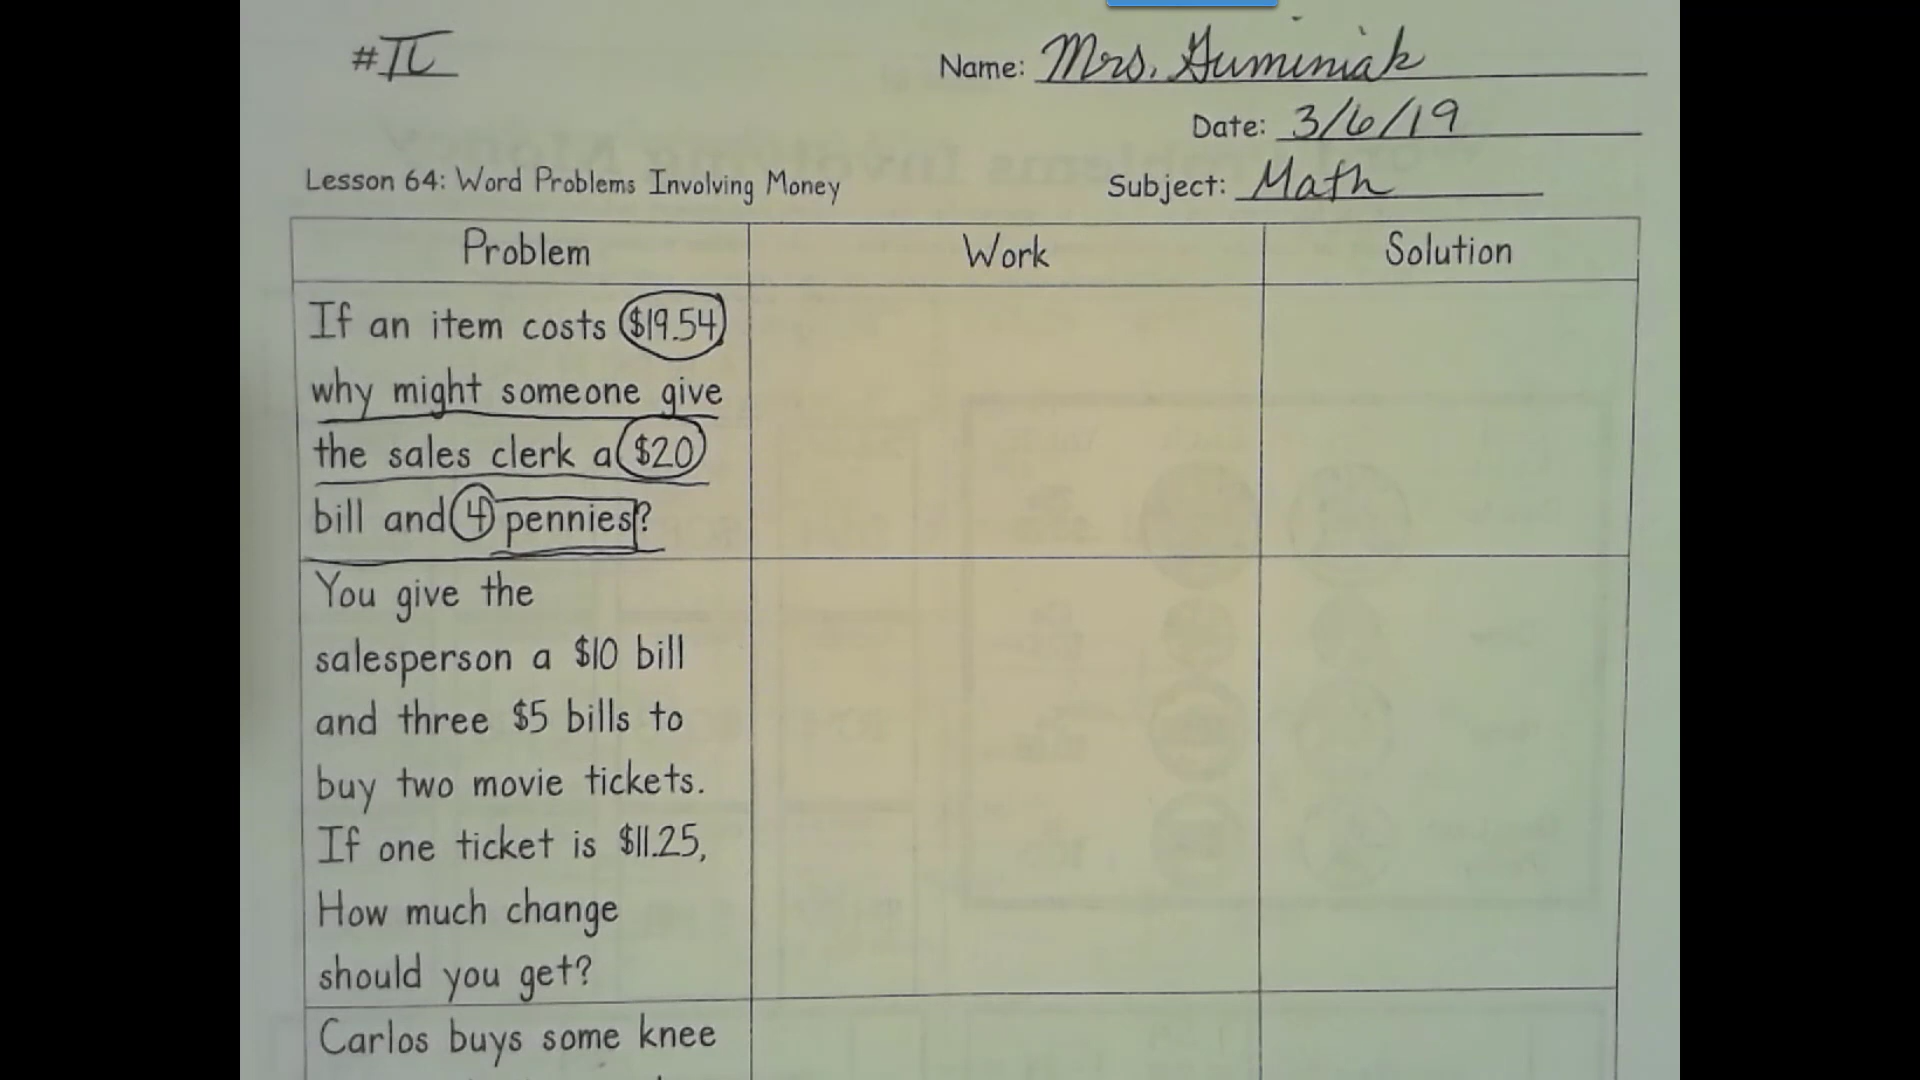 #π
Name: Mrs. Guminiak
Date: 3/6/19
Lesson 64: Word Problems Involving Money
Subject: Math
Problem
Work
Solution
If an item costs $19.54
why might someone give
the sales clerk a $20
bill and 4 pennies?
You give the
salesperson a $10 bill
and three $5 bills to
buy two movie tickets.
If one ticket is $11.25,
How much change
should you get?
Carlos buys some knee